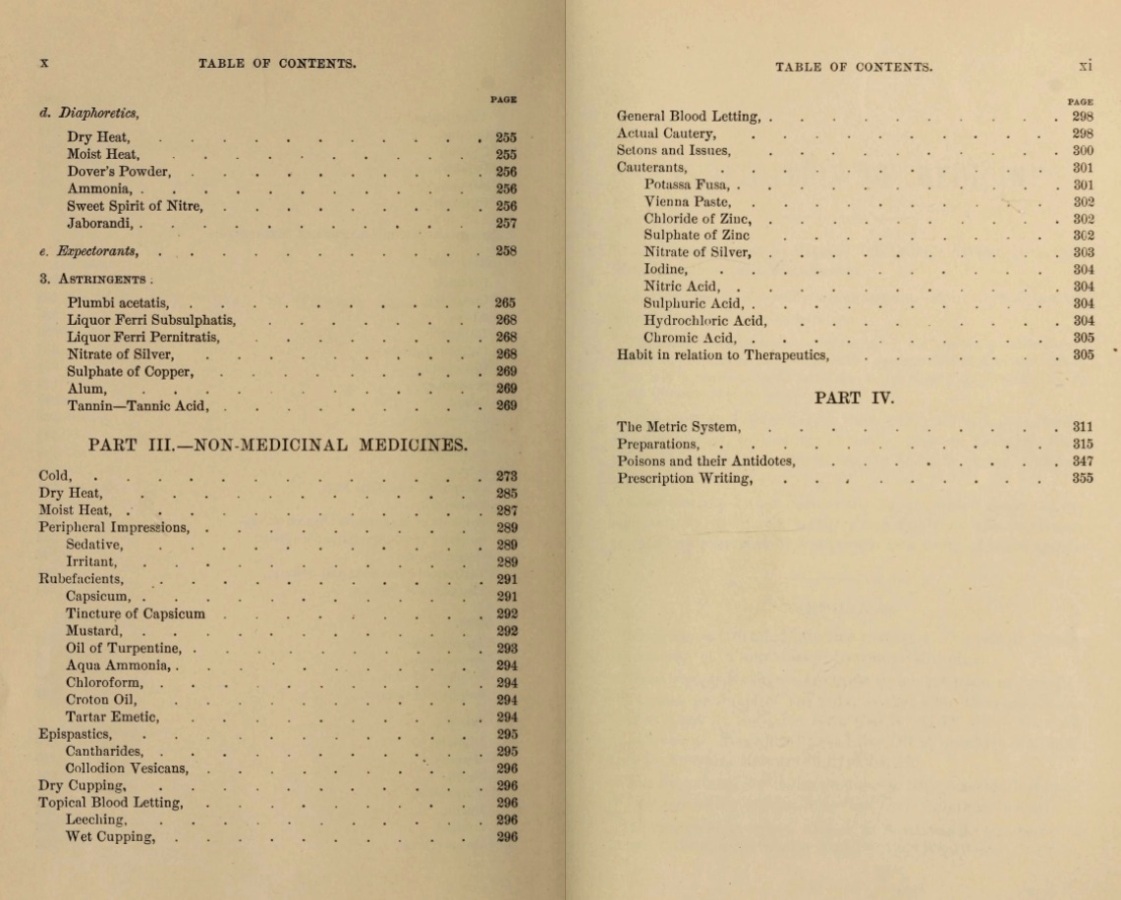 x TABLE OF CONTENTS.
PAGE
d. Diaphoretics,
Dry Heat, 255
Moist Heat, 255
Dover's Powder, 256
Ammonia, 256
Sweet Spirit of Nitre, 256
Jaborandi, 257
e. Expectorants, 258
3. ASTRINGENTS.
Plumbi acetatis, 265
Liquor Ferri Subsulphatis, 268
Liquor Ferri Pernitratis, 268
Nitrate of Silver, 268
Sulphate of Copper, 269
Alum, 269
Tannin—Tannic Acid, 269
PART III.—NON-MEDICINAL MEDICINES.
Cold, 273
Dry Heat, 285
Moist Heat, 287
Peripheral Impressions, 289
Sedative, 289
Irritant, 289
Rubefacients, 291
Capsicum, 291
Tincture of Capsicum 292
Mustard, 292
Oil of Turpentine, 293
Aqua Ammonia, 294
Chloroform, 294
Croton Oil, 294
Tartar Emetic, 294
Epispastics, 295
Cantharides, 295
Collodion Vesicans, 296
Dry Cupping, 296
Topical Blood Letting, 296
Leeching, 296
Wet Cupping, 296
TABLE OF CONTENTS. xi
PAGE
General Blood Letting, 298
Actual Cautery, 298
Setons and Issues, 300
Cauterants, 301
Potassa Fusa, 301
Vienna Paste, 302
Chloride of Zinc, 302
Sulphate of Zinc 302
Nitrate of Silver, 303
Iodine, 304
Nitric Acid, 304
Sulphuric Acid, 304
Hydrochloric Acid, 304
Chromic Acid, 305
Habit in relation to Therapeutics, 305
PART IV.
The Metric System, 311
Preparations, 315
Poisons and their Antidotes, 347
Prescription Writing, 355